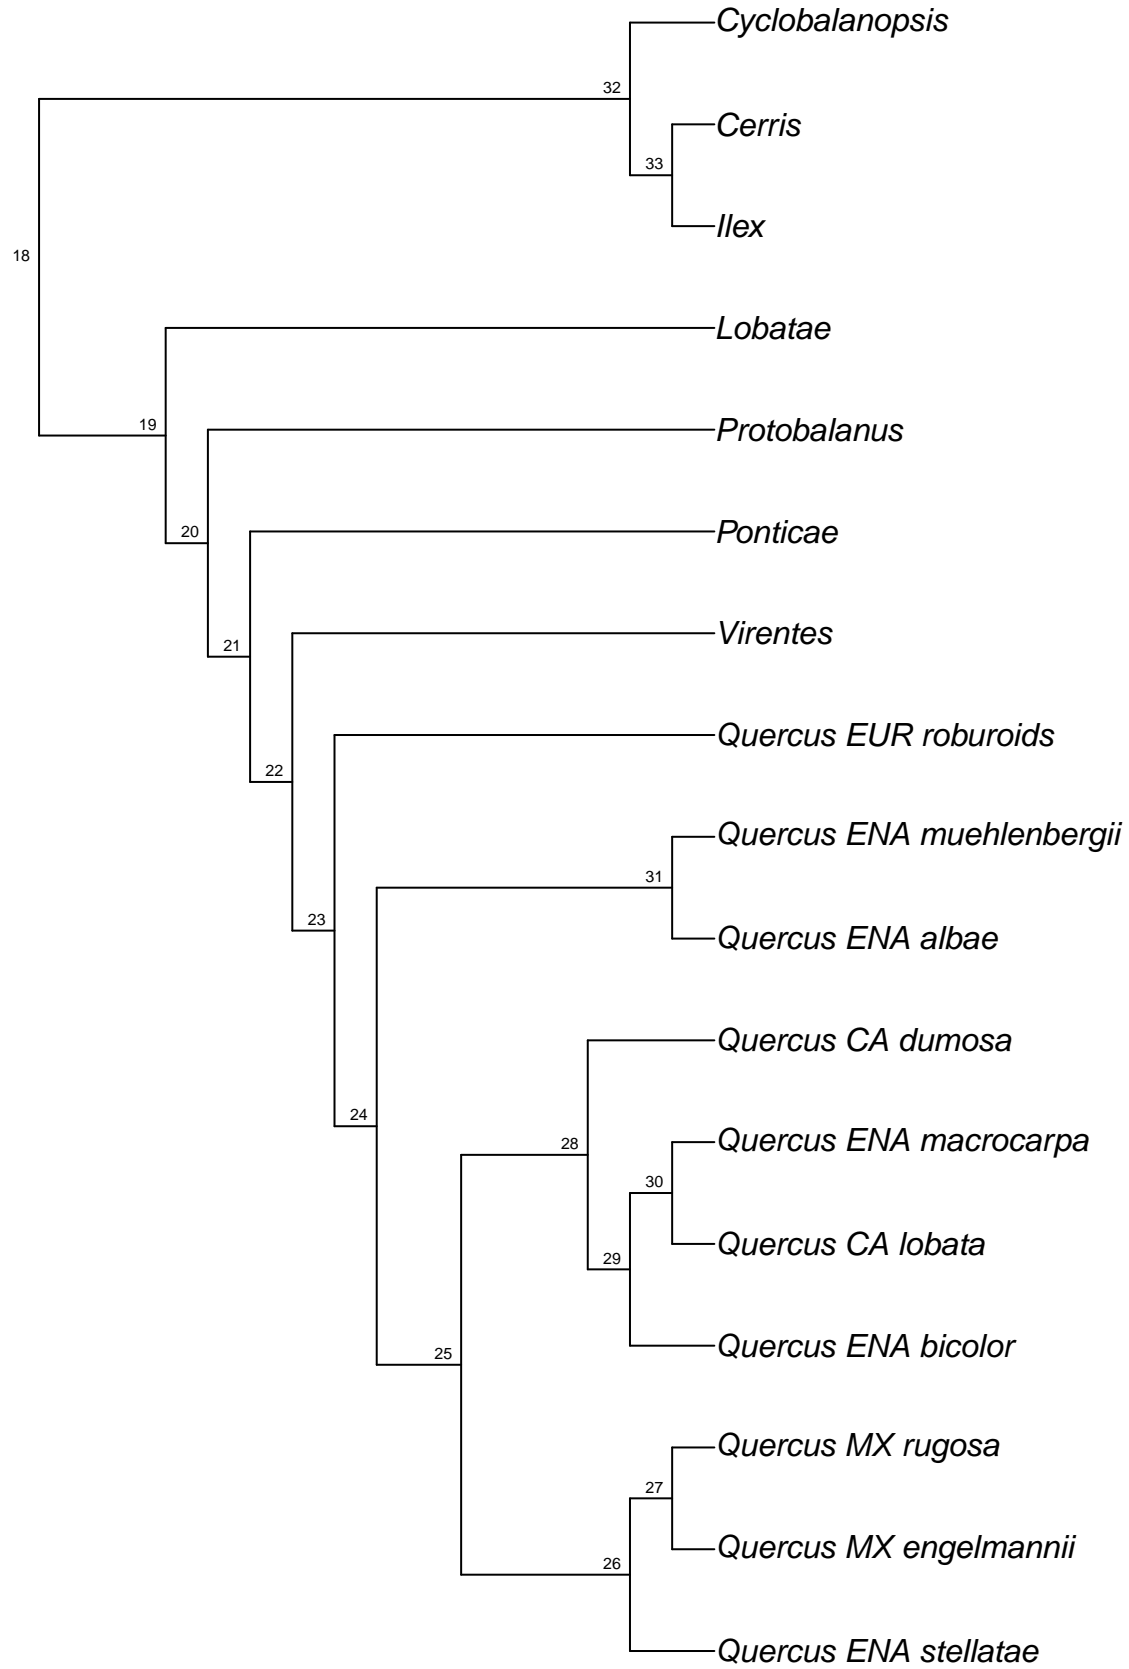 Cyclobalanopsis
32
Cerris
33
Ilex
18
Lobatae
19
Protobalanus
20
Ponticae
Virentes
21
Quercus EUR roburoids
22
Quercus ENA muehlenbergii
31
23
Quercus ENA albae
Quercus CA dumosa
24
Quercus ENA macrocarpa
28
30
Quercus CA lobata
29
Quercus ENA bicolor
25
Quercus MX rugosa
27
Quercus MX engelmannii
26
Quercus ENA stellatae